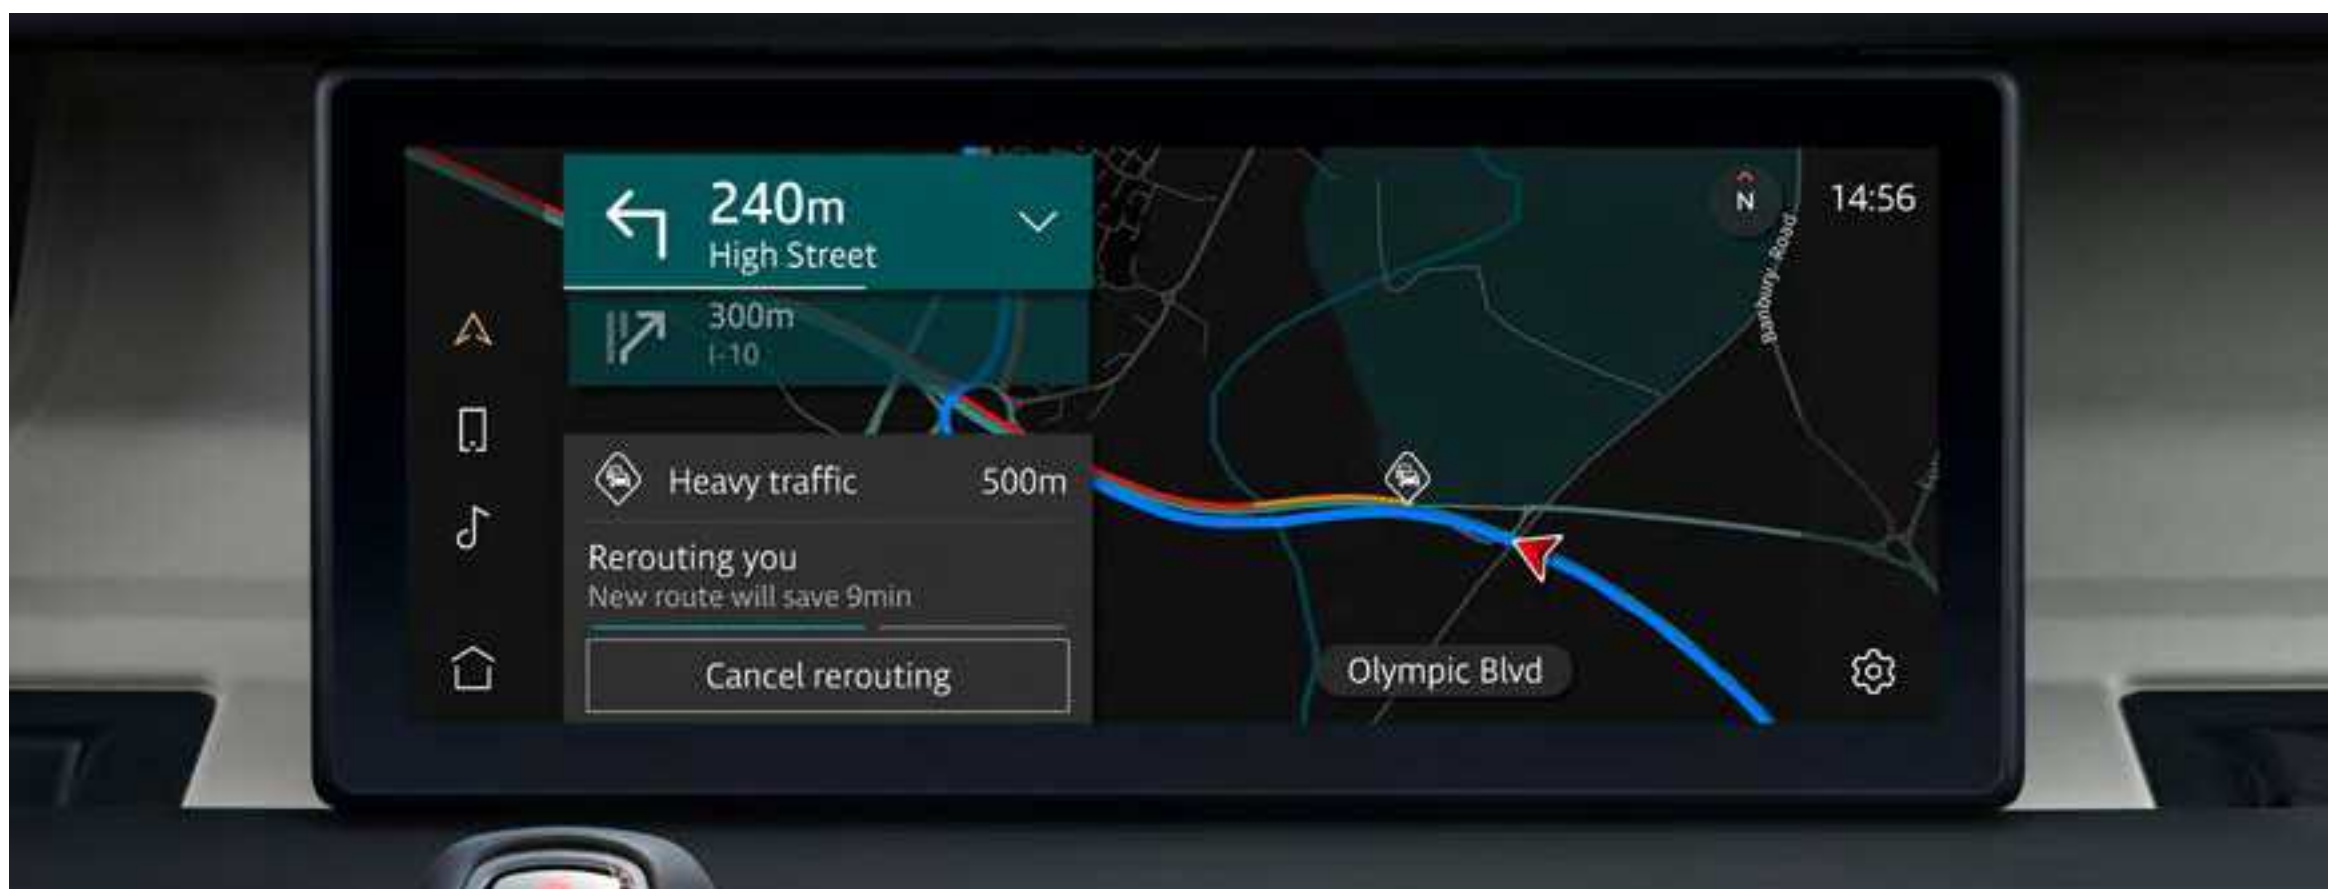 240m
High Street
300m
I-10
Heavy traffic
500m
Rerouting you
New route will save 9min
Cancel rerouting
N
14:56
Banbury Road
Olympic Blvd